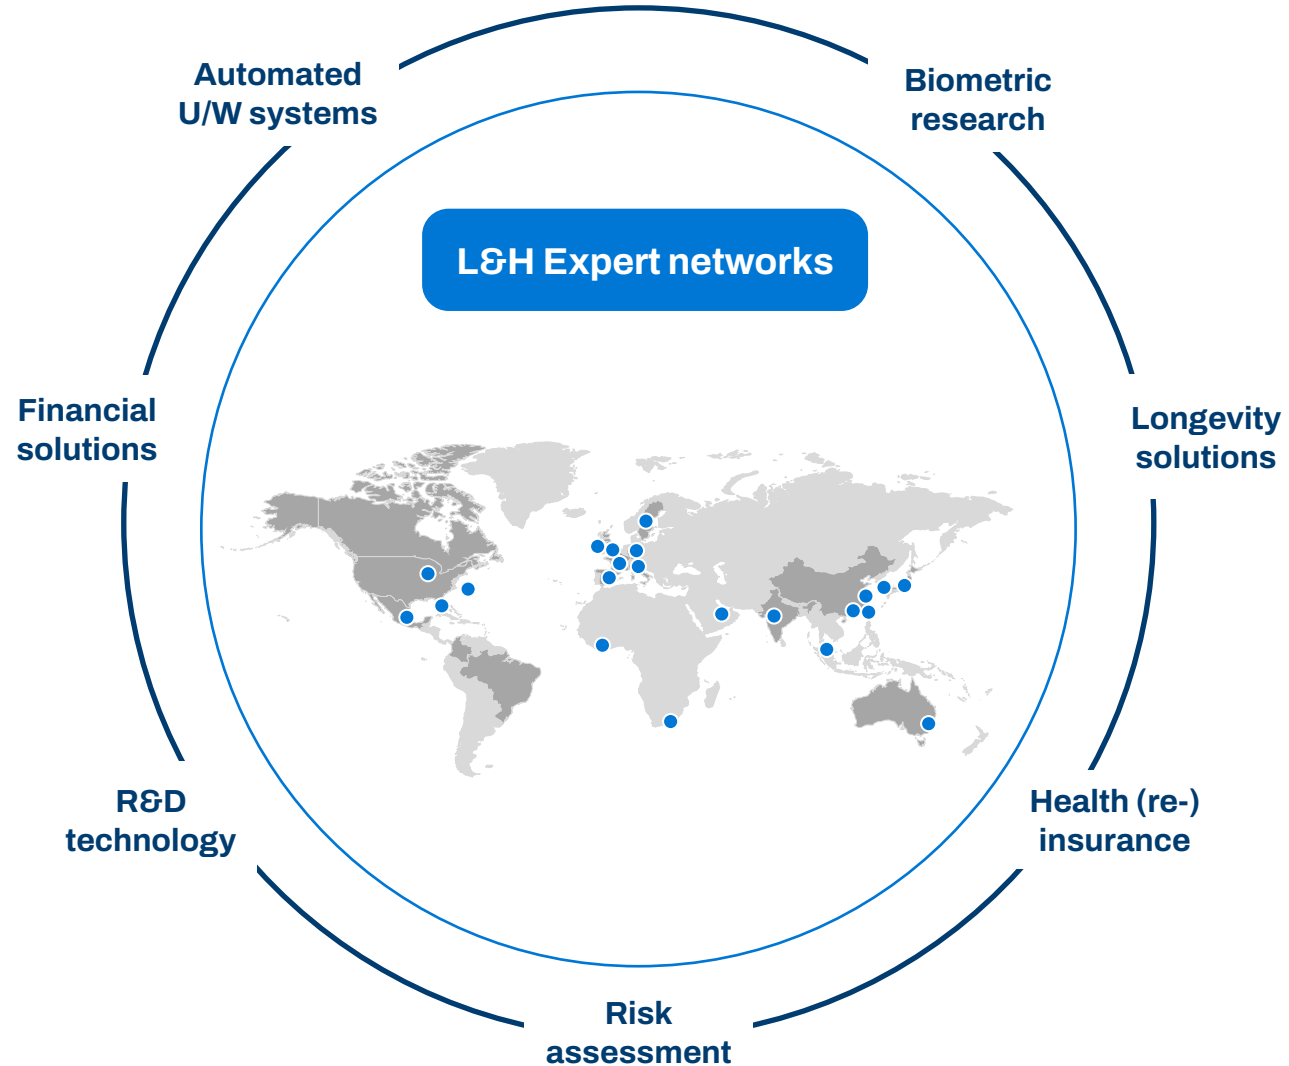 Automated
U/W systems
Biometric
research
L&H Expert networks
Financial
solutions
Longevity
solutions
R&D
technology
Health (re-)
insurance
Risk
assessment